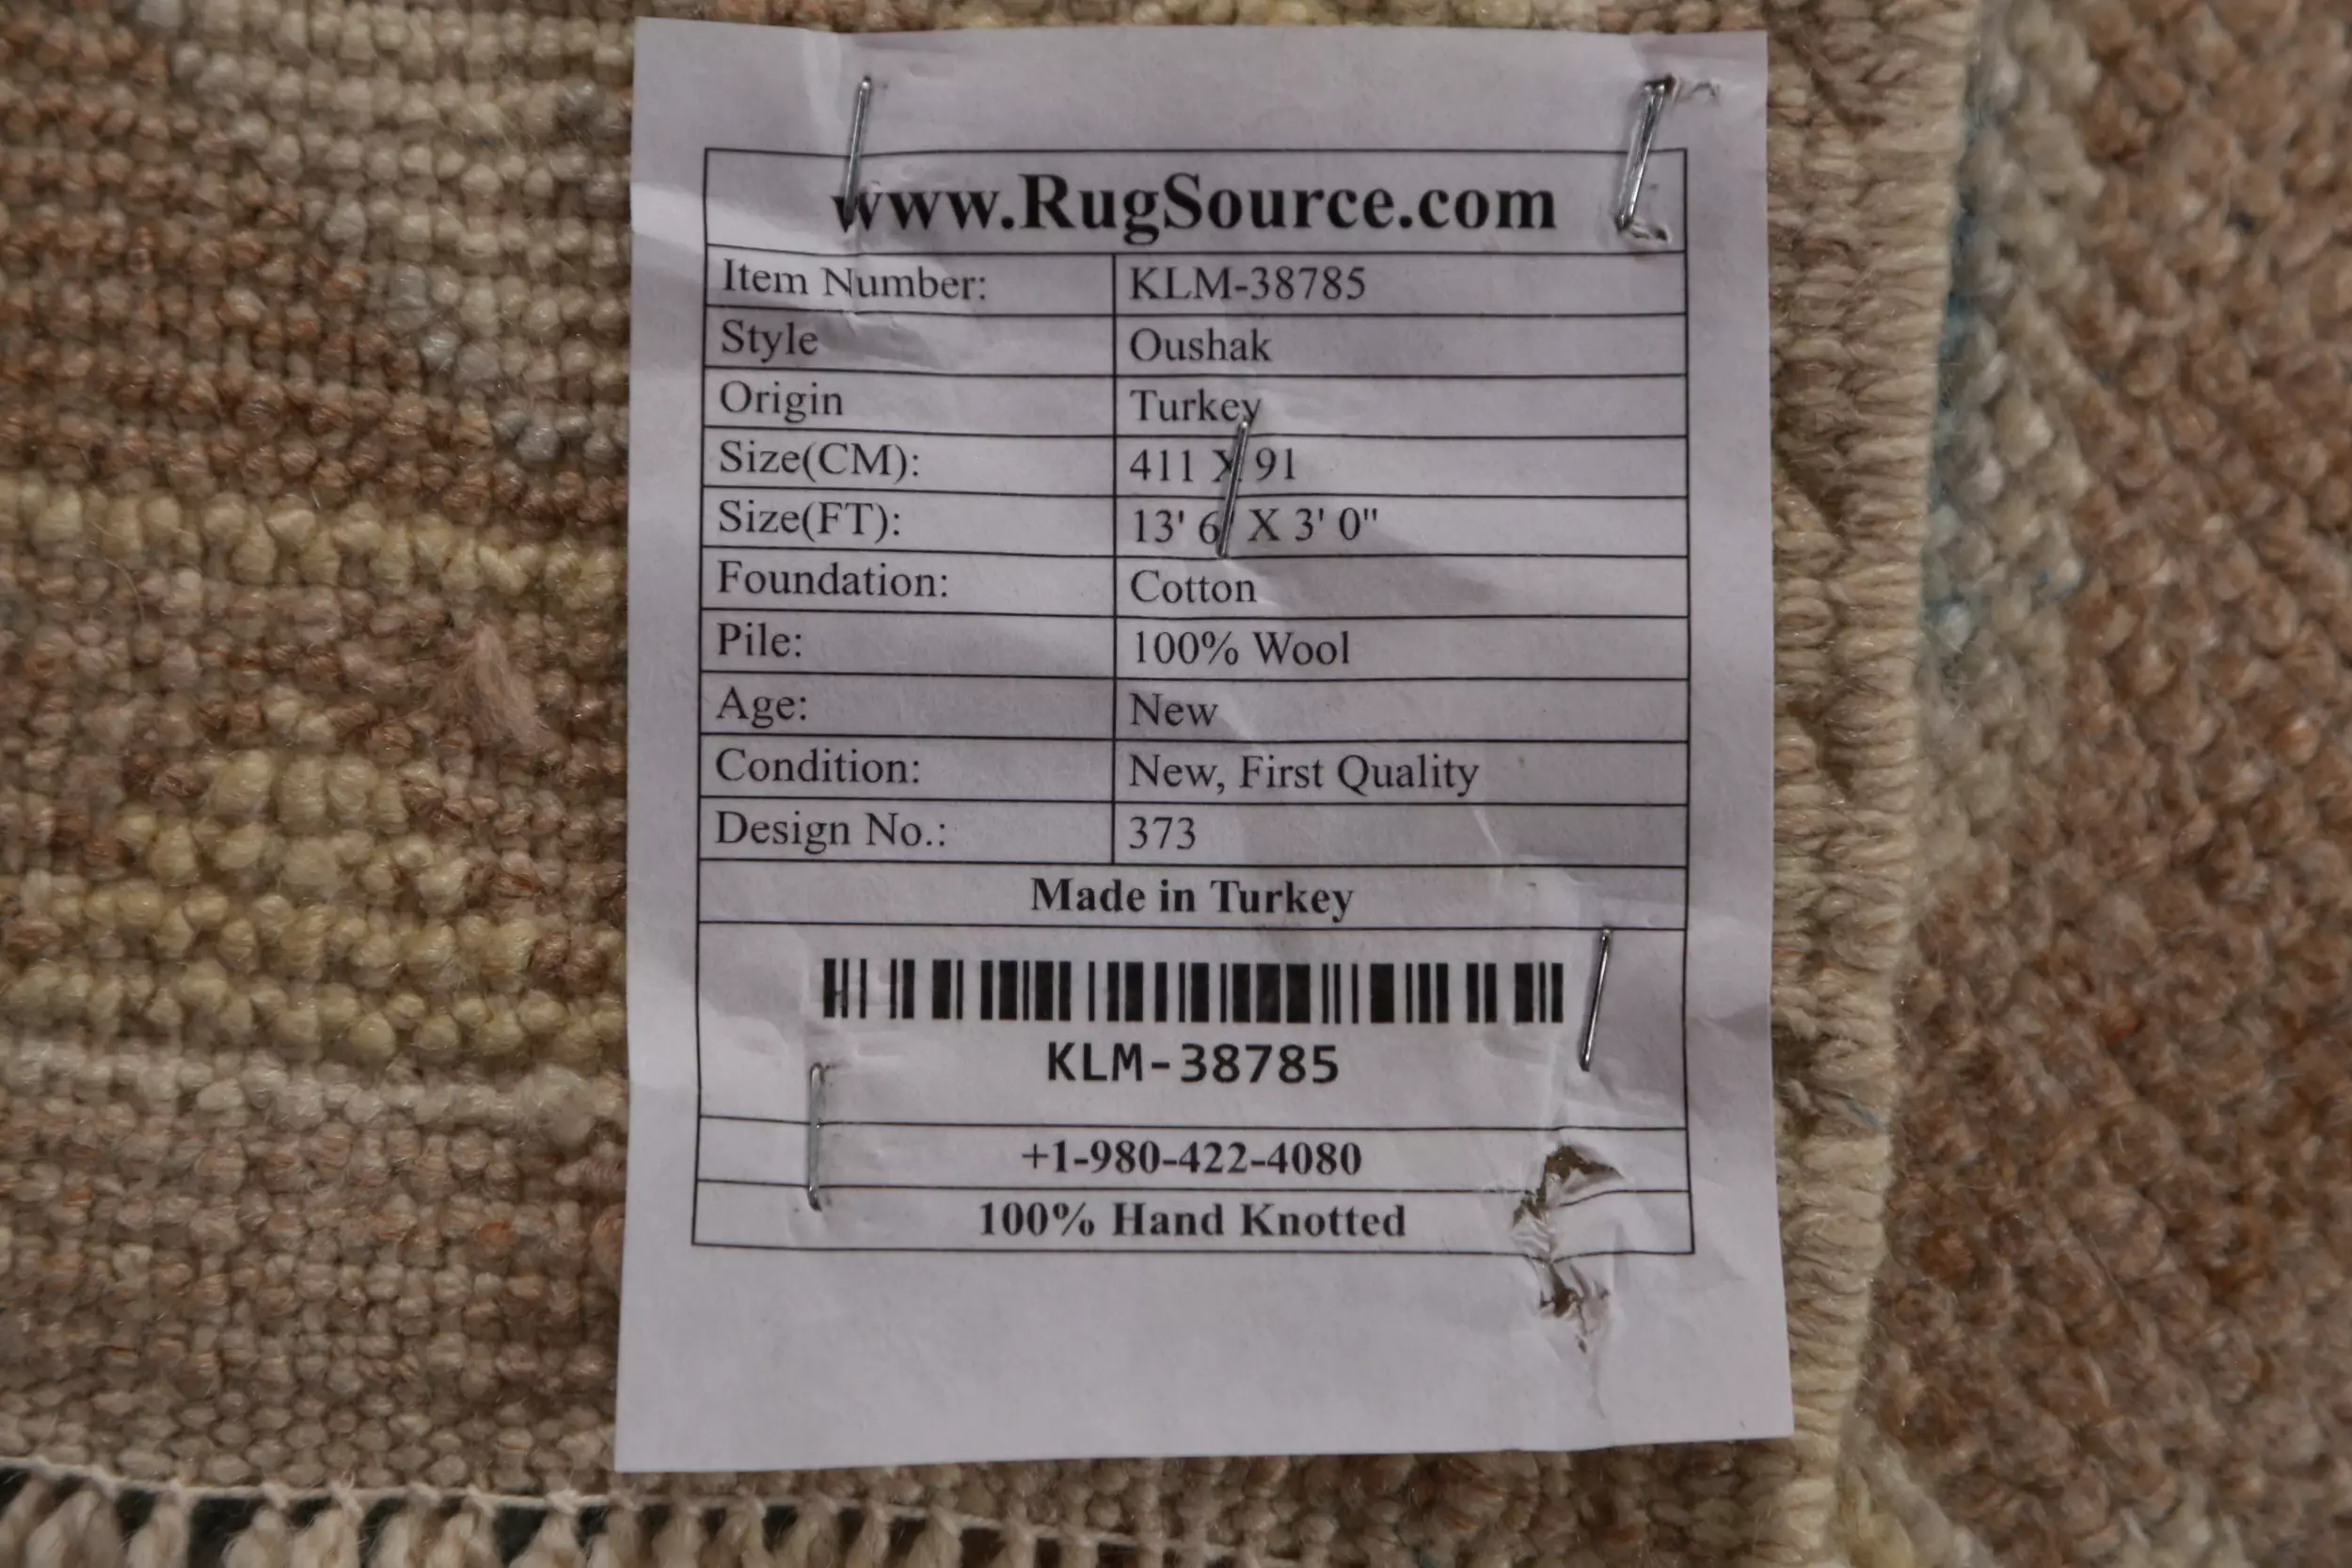 www.RugSource.com
Item Number: KLM-38785
Style Oushak
Origin Turkey
Size(CM): 411 X 91
Size(FT): 13' 6" X 3' 0"
Foundation: Cotton
Pile: 100% Wool
Age: New
Condition: New, First Quality
Design No.: 373
Made in Turkey
KLM-38785
+1-980-422-4080
100% Hand Knotted